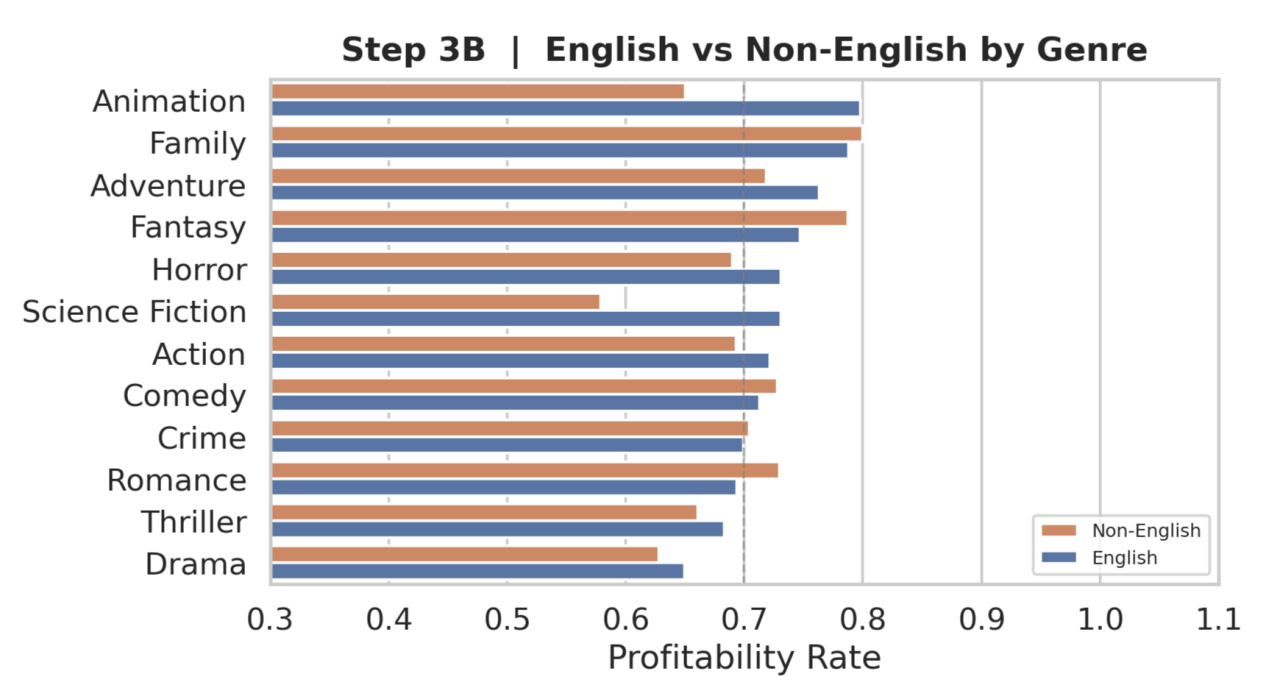 Step 3B | English vs Non-English by Genre
Animation
Family
Adventure
Fantasy
Horror
Science Fiction
Action
Comedy
Crime
Romance
Thriller
Drama
Non-English
English
0.3 0.4 0.5 0.6 0.7 0.8 0.9 1.0 1.1
Profitability Rate